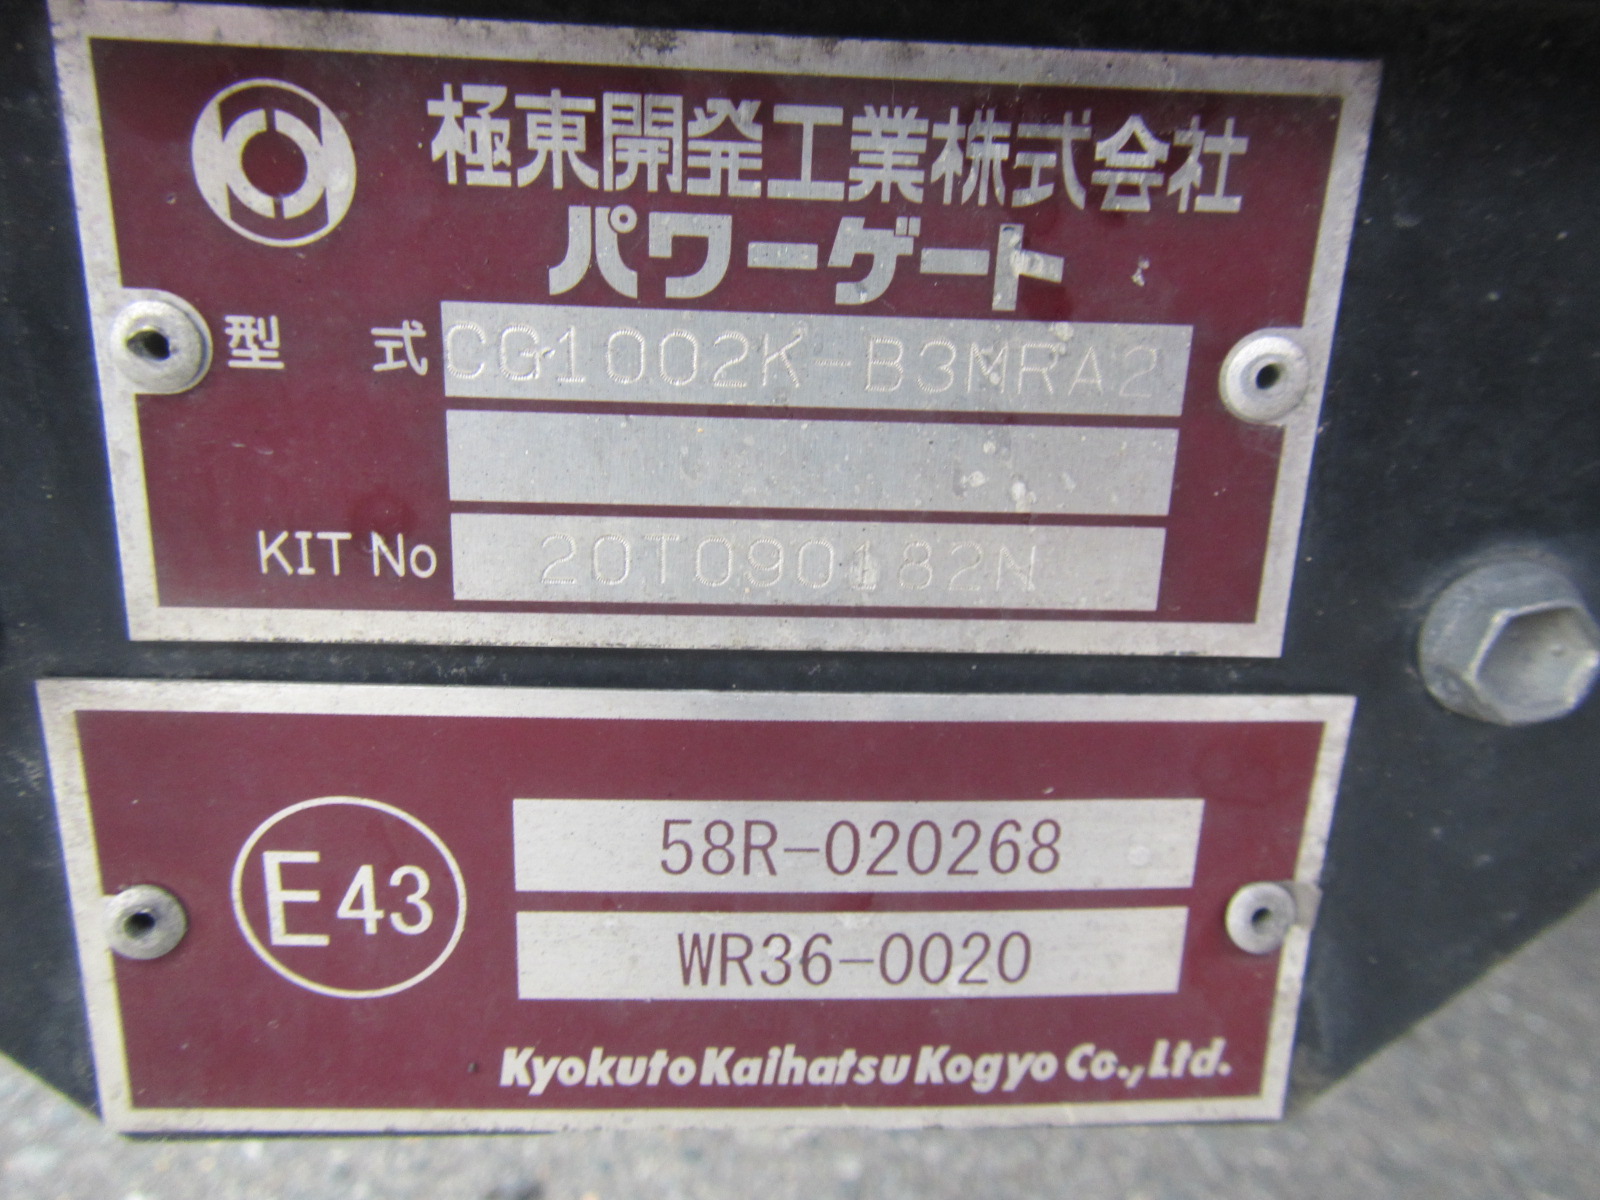 極東開発工業株式会社
パワーゲート
型 式 CG1002K-B3MRA2
KIT No 20T090182N
E43
58R-020268
WR36-0020
Kyokuto Kaihatsu Kogyo Co., Ltd.